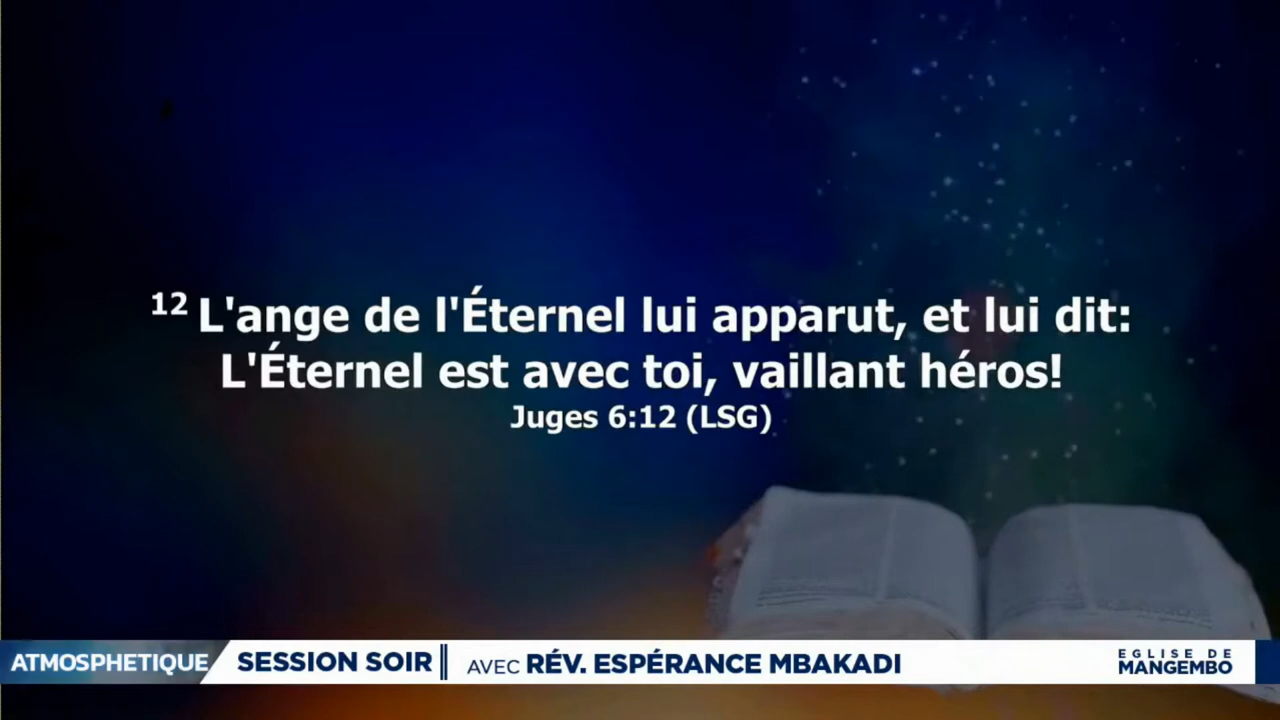 12 L'ange de l'Éternel lui apparut, et lui dit:
L'Éternel est avec toi, vaillant héros!
Juges 6:12 (LSG)
ATMOSPHETIQUE
SESSION SOIR
AVEC RÉV. ESPÉRANCE MBAKADI
EGLISE DE
MANGEMBO